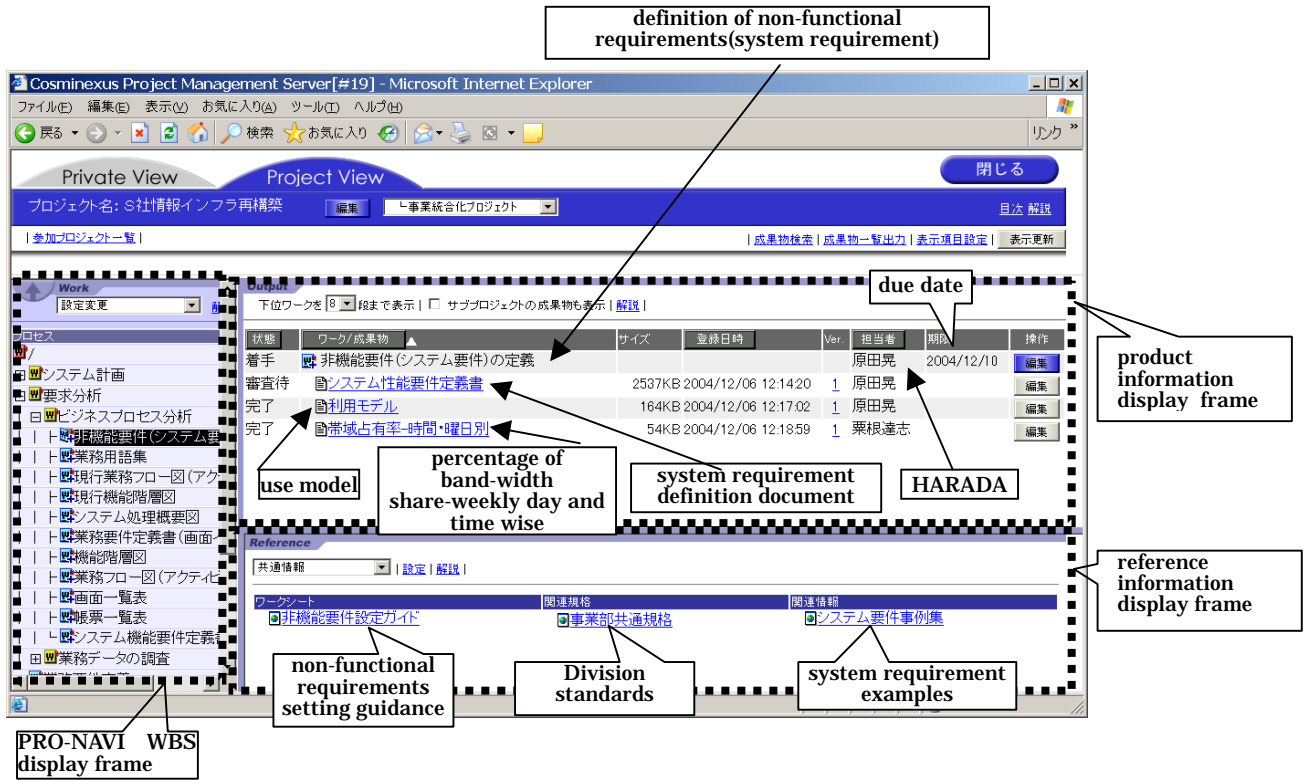 definition of non-functional
requirements(system requirement)
Cosminexus Project Management Server[#19] - Microsoft Internet Explorer
ファイル(F) 編集(E) 表示(V) お気に入り(A) ツール(T) ヘルプ(H)
戻る 検索 お気に入り リンク »
Private View Project View 閉じる
プロジェクト名: S社情報インフラ再構築 編集 └事業統合化プロジェクト 目次 解説
| 参加プロジェクト一覧 | | 成果物検索 | 成果物一覧出力 | 表示項目設定 | 表示更新
Work
設定変更
プロセス
/
システム計画
要求分析
ビジネスプロセス分析
非機能要件(システム要
業務用語集
現行業務フロー図(アク
現行機能階層図
システム処理概要図
業務要件定義書(画面
機能階層図
業務フロー図(アクティビ
画面一覧表
帳票一覧表
システム機能要件定義
業務データの調査
Output
due date
下位ワークを 8 段まで表示 | サブプロジェクトの成果物も表示 | 解説 |
状態 ワーク/成果物 サイズ 登録日時 Ver. 担当者 期限 操作
着手 非機能要件(システム要件)の定義 原田晃 2004/12/10 編集
審査待 システム性能要件定義書 2537KB 2004/12/06 12:14:20 1 原田晃 編集
完了 利用モデル 164KB 2004/12/06 12:17:02 1 原田晃 編集
完了 帯域占有率-時間・曜日別 54KB 2004/12/06 12:18:59 1 栗根達志 編集
use model
percentage of
band-width
share-weekly day and
time wise
system requirement
definition document
HARADA
product
information
display frame
Reference
共通情報 | 設定 | 解説 |
ワークシート 関連規格 関連情報
非機能要件設定ガイド 事業部共通規格 システム要件事例集
non-functional
requirements
setting guidance
Division
standards
system requirement
examples
reference
information
display frame
PRO-NAVI WBS
display frame